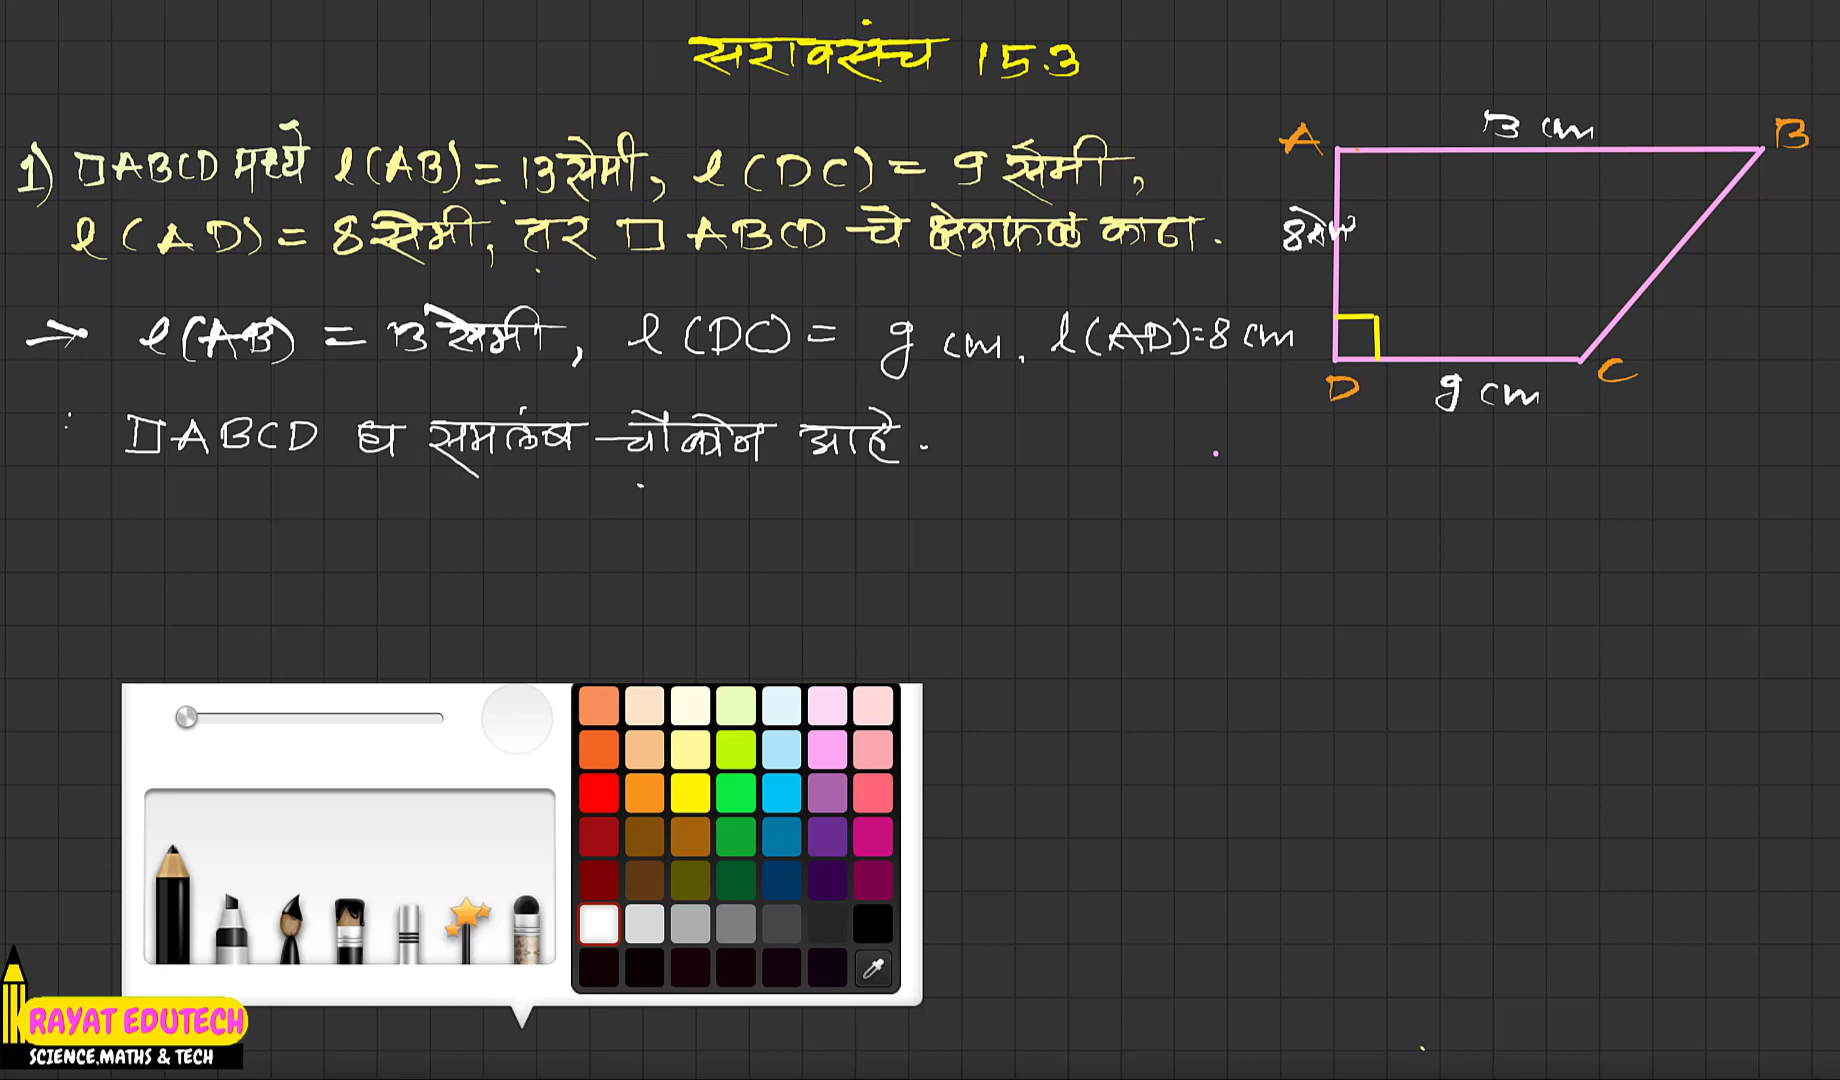 सरावसंच 15.3
1) □ABCD मध्ये l(AB) = 13 सेमी, l(DC) = 9 सेमी,
l(AD) = 8 सेमी, तर □ ABCD चे क्षेत्रफळ काढा.
→ l(AB) = 13 सेमी, l(DC) = 9 cm, l(AD)=8 cm
□ABCD हा समलंब चौकोन आहे.
A 13 cm B
8 सेमी
D 9 cm C
RAYAT EDUTECH
SCIENCE,MATHS & TECH